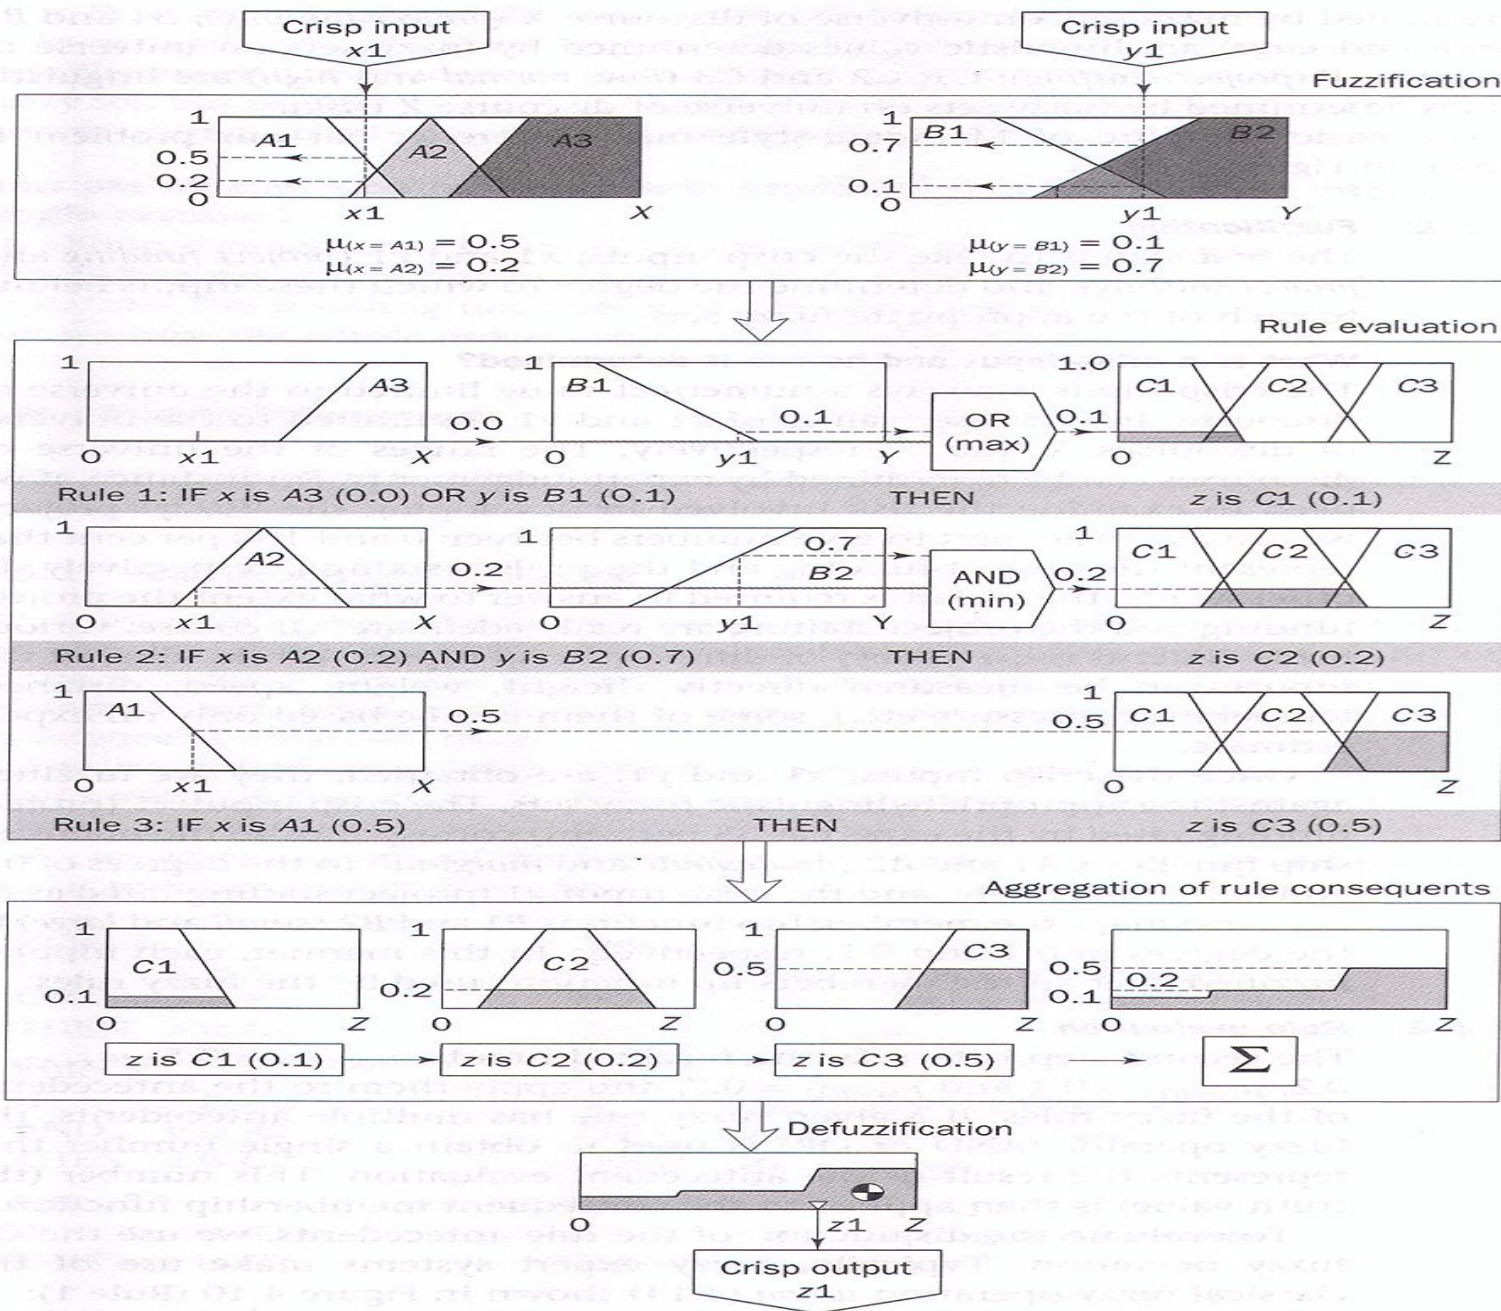 Crisp input
x1
Crisp input
y1
Fuzzification
1
A1
A2
A3
0.5
0.2
0
x1
X
μ(x = A1) = 0.5
μ(x = A2) = 0.2
1
B1
B2
0.7
0.1
0
y1
Y
μ(y = B1) = 0.1
μ(y = B2) = 0.7
Rule evaluation
1
A3
0.0
0
x1
X
1
B1
0.1
0
y1
Y
OR
(max)
0.1
1.0
C1
C2
C3
0
Z
Rule 1: IF x is A3 (0.0) OR y is B1 (0.1) THEN z is C1 (0.1)
1
A2
0.2
0
x1
X
1
0.7
B2
0
y1
Y
AND
(min)
0.2
1
C1
C2
C3
0
Z
Rule 2: IF x is A2 (0.2) AND y is B2 (0.7) THEN z is C2 (0.2)
1
A1
0.5
0
x1
X
1
0.5
C1
C2
C3
0
Z
Rule 3: IF x is A1 (0.5) THEN z is C3 (0.5)
Aggregation of rule consequents
1
C1
0.1
0
Z
1
C2
0.2
0
Z
1
C3
0.5
0
Z
1
0.5
0.2
0.1
0
Z
z is C1 (0.1)
z is C2 (0.2)
z is C3 (0.5)
Σ
Defuzzification
0
z1
Z
Crisp output
z1